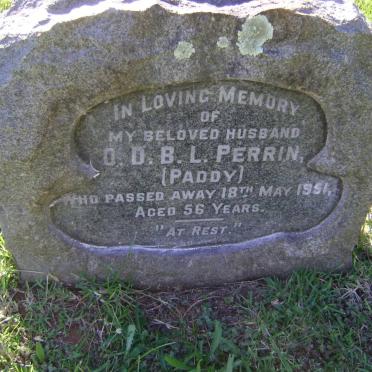 IN LOVING MEMORY
OF
MY BELOVED HUSBAND
O. D. B. L. PERRIN,
(PADDY)
WHO PASSED AWAY 18TH MAY 1951,
AGED 56 YEARS.
"AT REST"